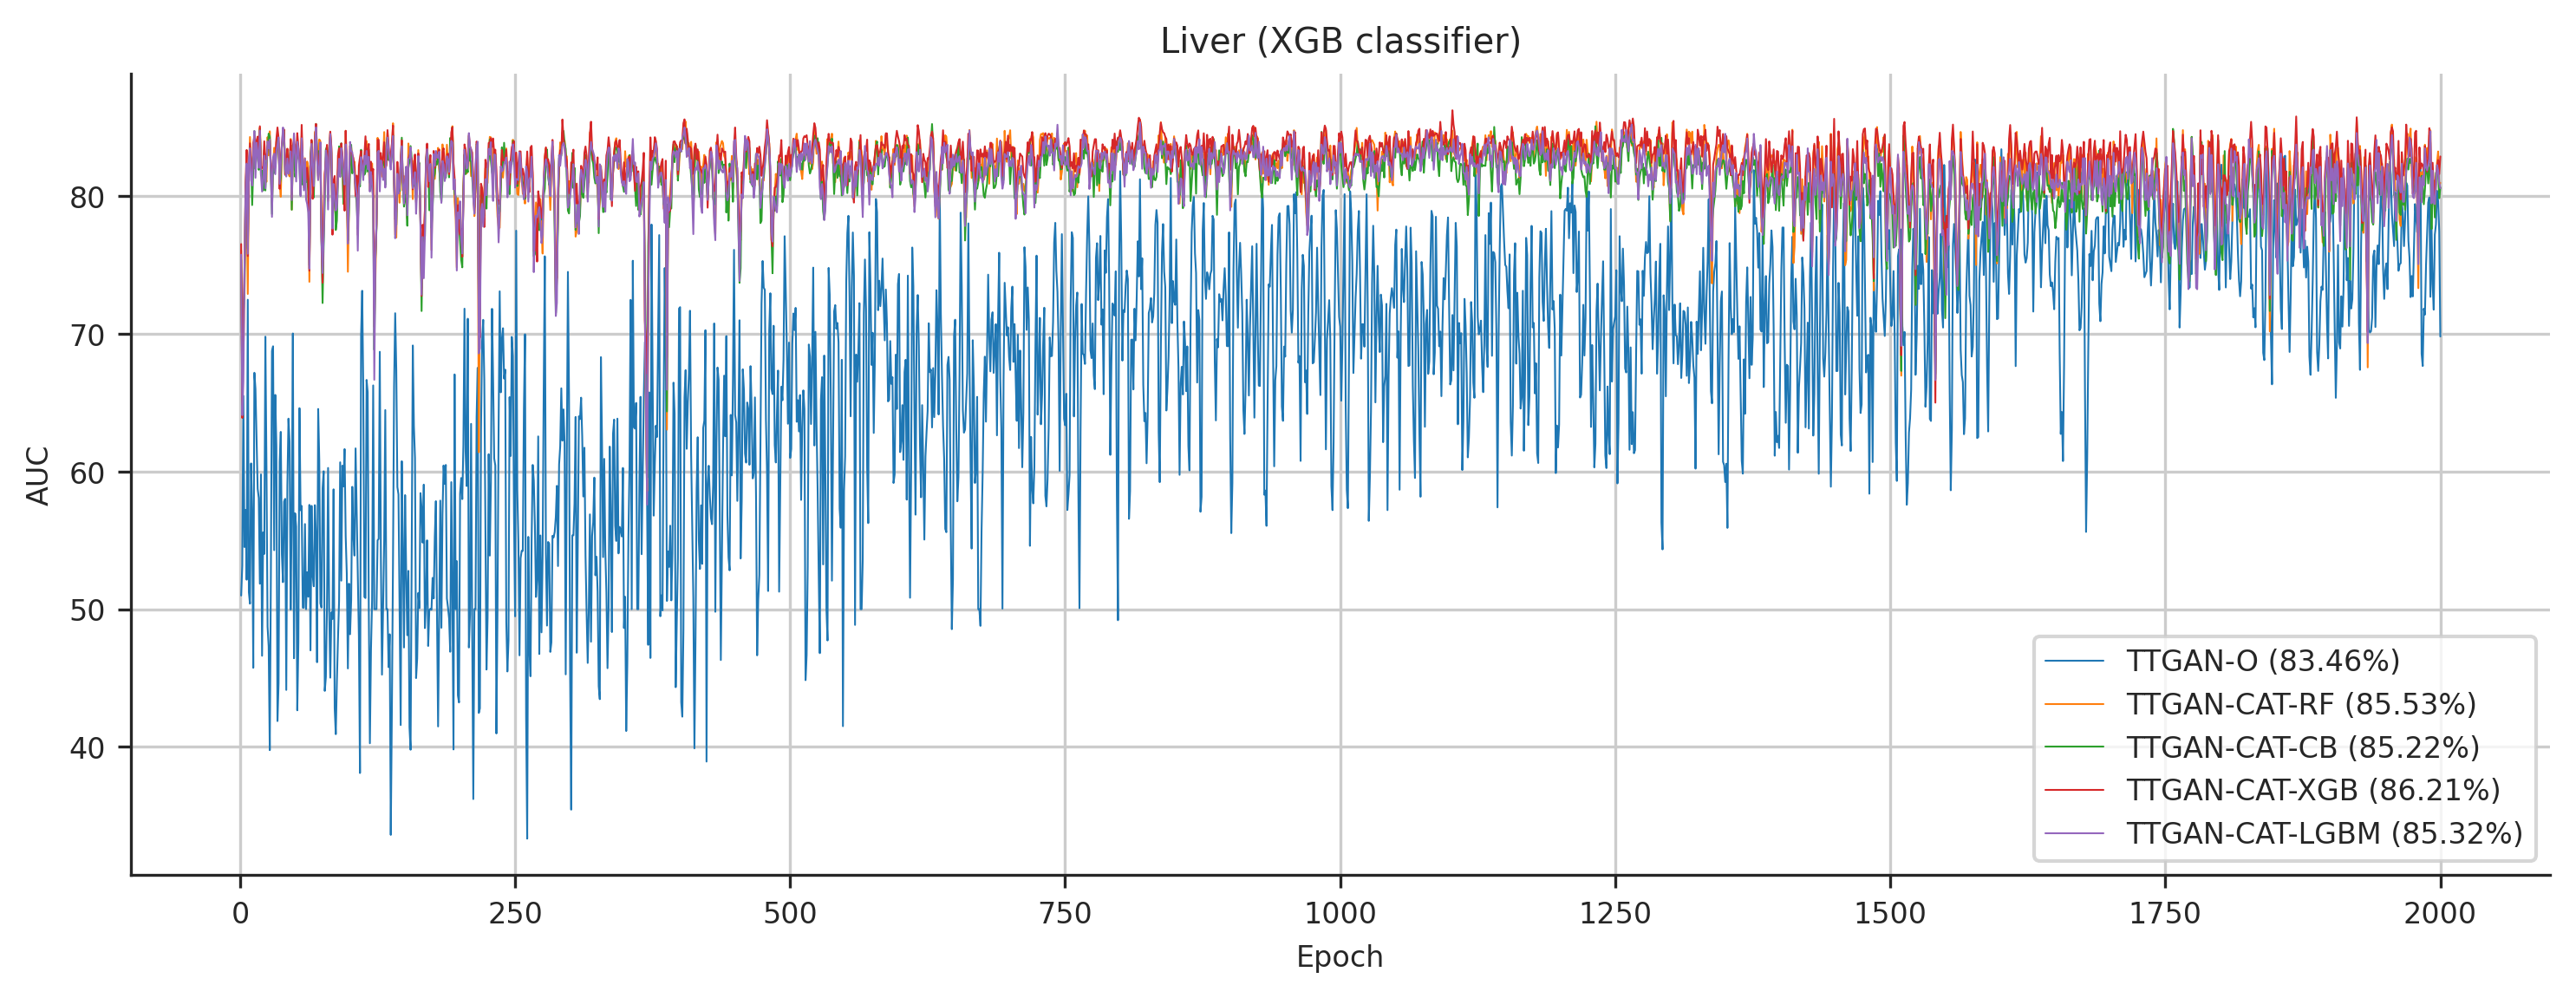 Liver (XGB classifier)
80
70
60
50
40
AUC
0 250 500 750 1000 1250 1500 1750 2000
Epoch
TTGAN-O (83.46%)
TTGAN-CAT-RF (85.53%)
TTGAN-CAT-CB (85.22%)
TTGAN-CAT-XGB (86.21%)
TTGAN-CAT-LGBM (85.32%)